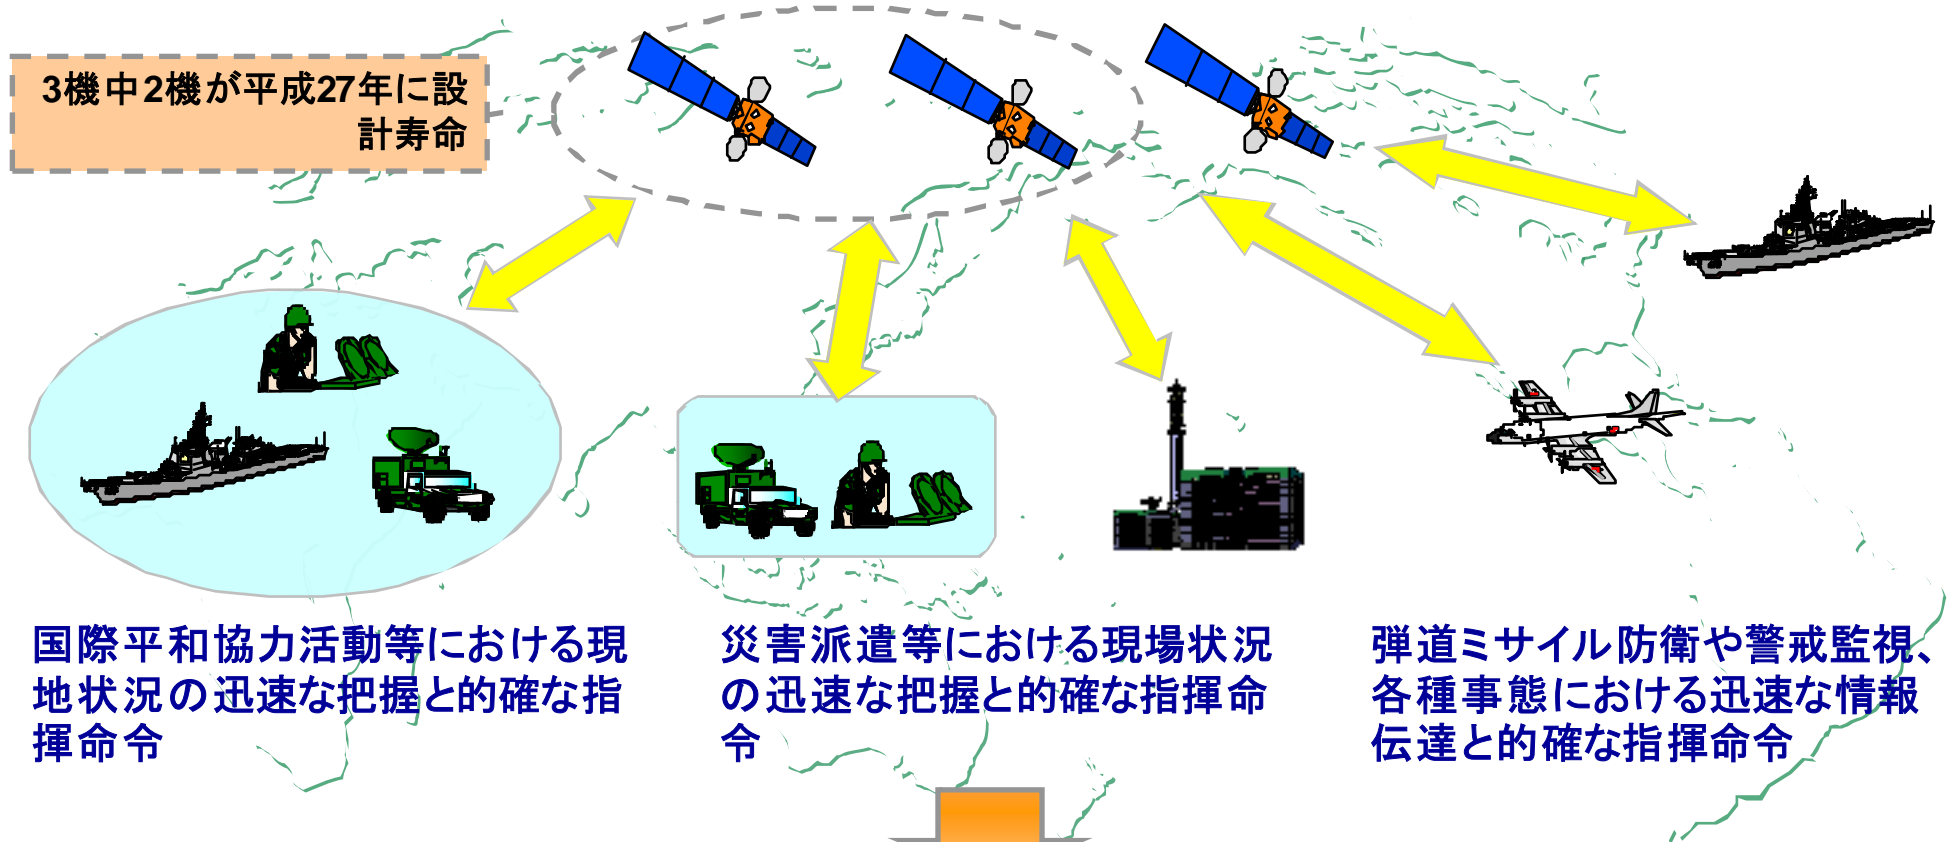 3機中2機が平成27年に設
計寿命
国際平和協力活動等における現
地状況の迅速な把握と的確な指
揮命令
災害派遣等における現場状況
の迅速な把握と的確な指揮命
令
弾道ミサイル防衛や警戒監視、
各種事態における迅速な情報
伝達と的確な指揮命令